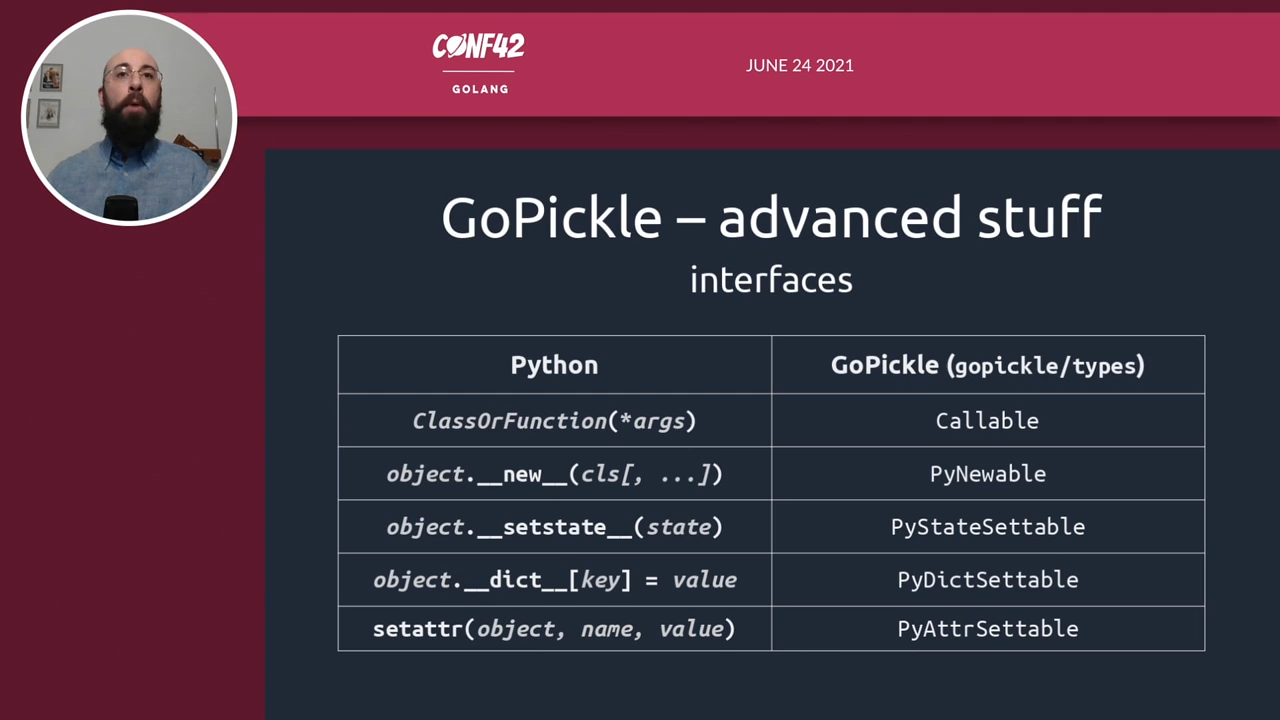 CONF42
GOLANG
JUNE 24 2021
GoPickle – advanced stuff
interfaces
Python
GoPickle (gopickle/types)
ClassOrFunction(*args)
Callable
object.__new__(cls[, ...])
PyNewable
object.__setstate__(state)
PyStateSettable
object.__dict__[key] = value
PyDictSettable
setattr(object, name, value)
PyAttrSettable